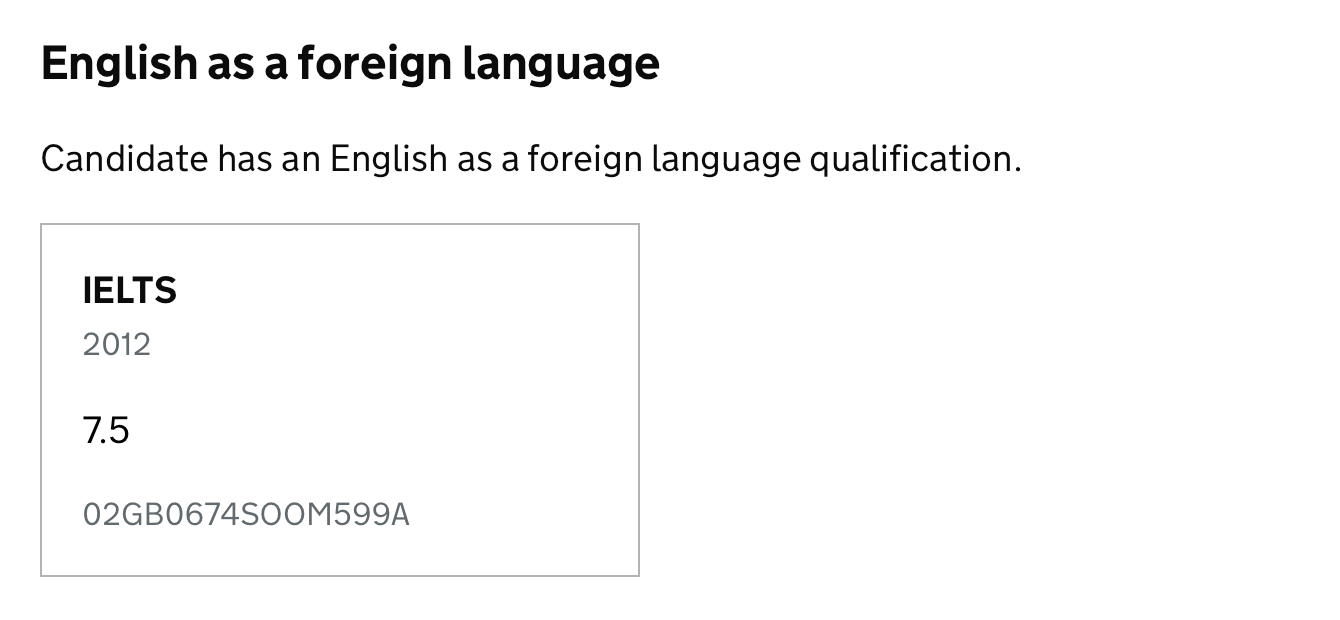 English as a foreign language
Candidate has an English as a foreign language qualification.
IELTS
2012
7.5
02GB0674SOOM599A